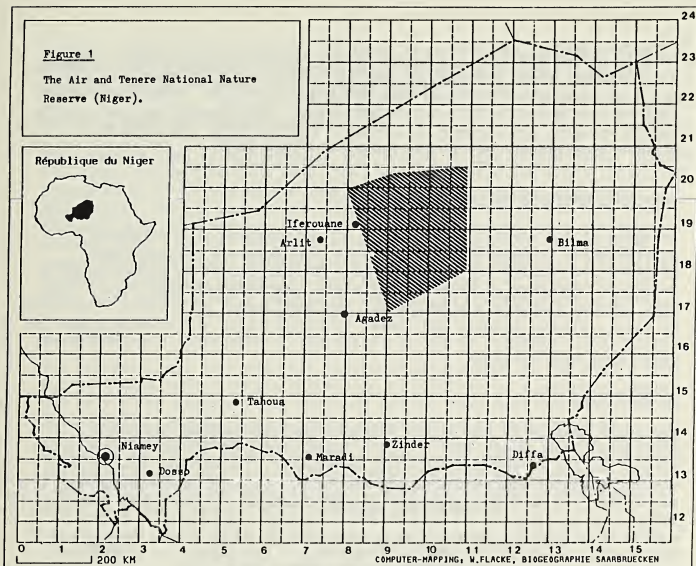 Figure 1
The Air and Tenere National Nature
Reserve (Niger).
République du Niger
24
23
22
21
20
19
18
17
16
15
14
13
12
Iferouane
Arlit
Bilma
Agadez
Tahoua
Niamey
Dosso
Maradi
Zinder
Diffa
0 1 2 3 4 5 6 7 8 9 10 11 12 13 14 15 16
200 KM
COMPUTER-MAPPING: W.FLACKE, BIOGEOGRAPHIE SAARBRUECKEN